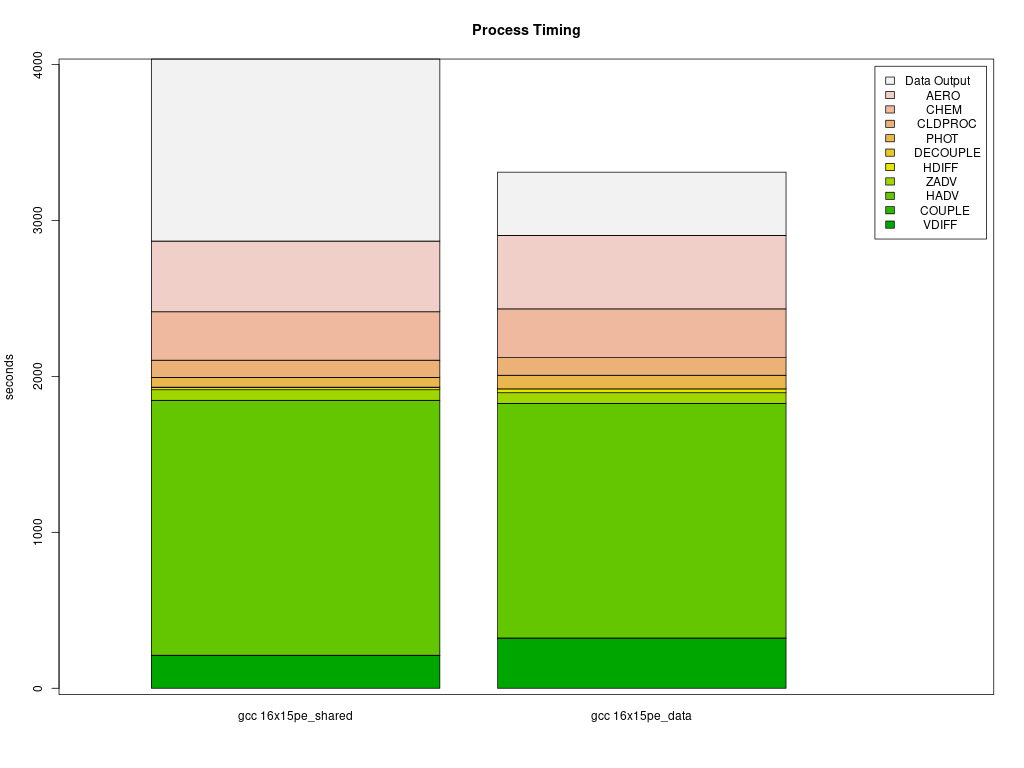 Process Timing
4000
3000
2000
1000
0
seconds
Data Output
AERO
CHEM
CLDPROC
PHOT
DECOUPLE
HDIFF
ZADV
HADV
COUPLE
VDIFF
gcc 16x15pe_shared
gcc 16x15pe_data